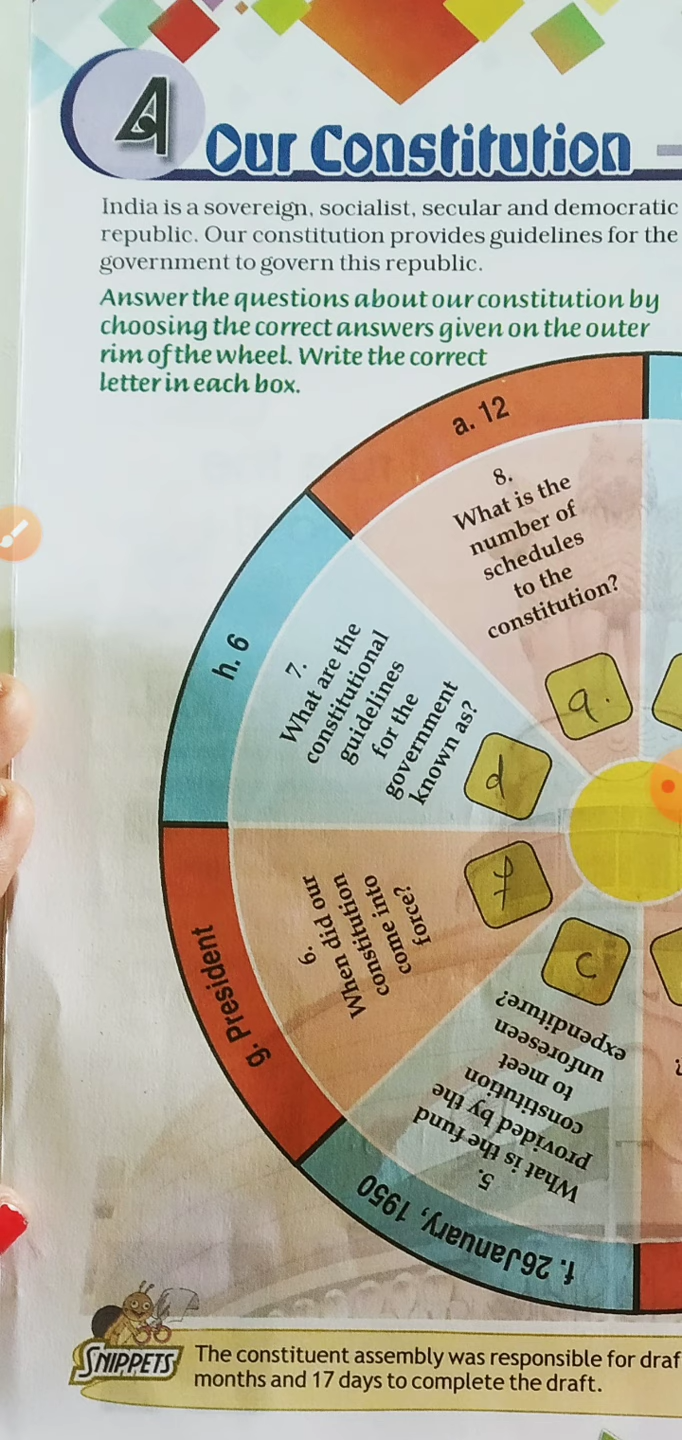 A Our Constitution
India is a sovereign, socialist, secular and democratic
republic. Our constitution provides guidelines for the
government to govern this republic.
Answer the questions about our constitution by
choosing the correct answers given on the outer
rim of the wheel. Write the correct
letter in each box.
a. 12
8.
What is the
number of
schedules
to the
constitution?
a.
h. 6
7.
What are the
constitutional
guidelines
for the
government
known as?
d
g. President
6.
When did our
constitution
come into
force?
f
f. 26 January, 1950
5.
What is the fund
provided by the
constitution
to meet
unforeseen
expenditure?
c
SNIPPETS
The constituent assembly was responsible for draf
months and 17 days to complete the draft.